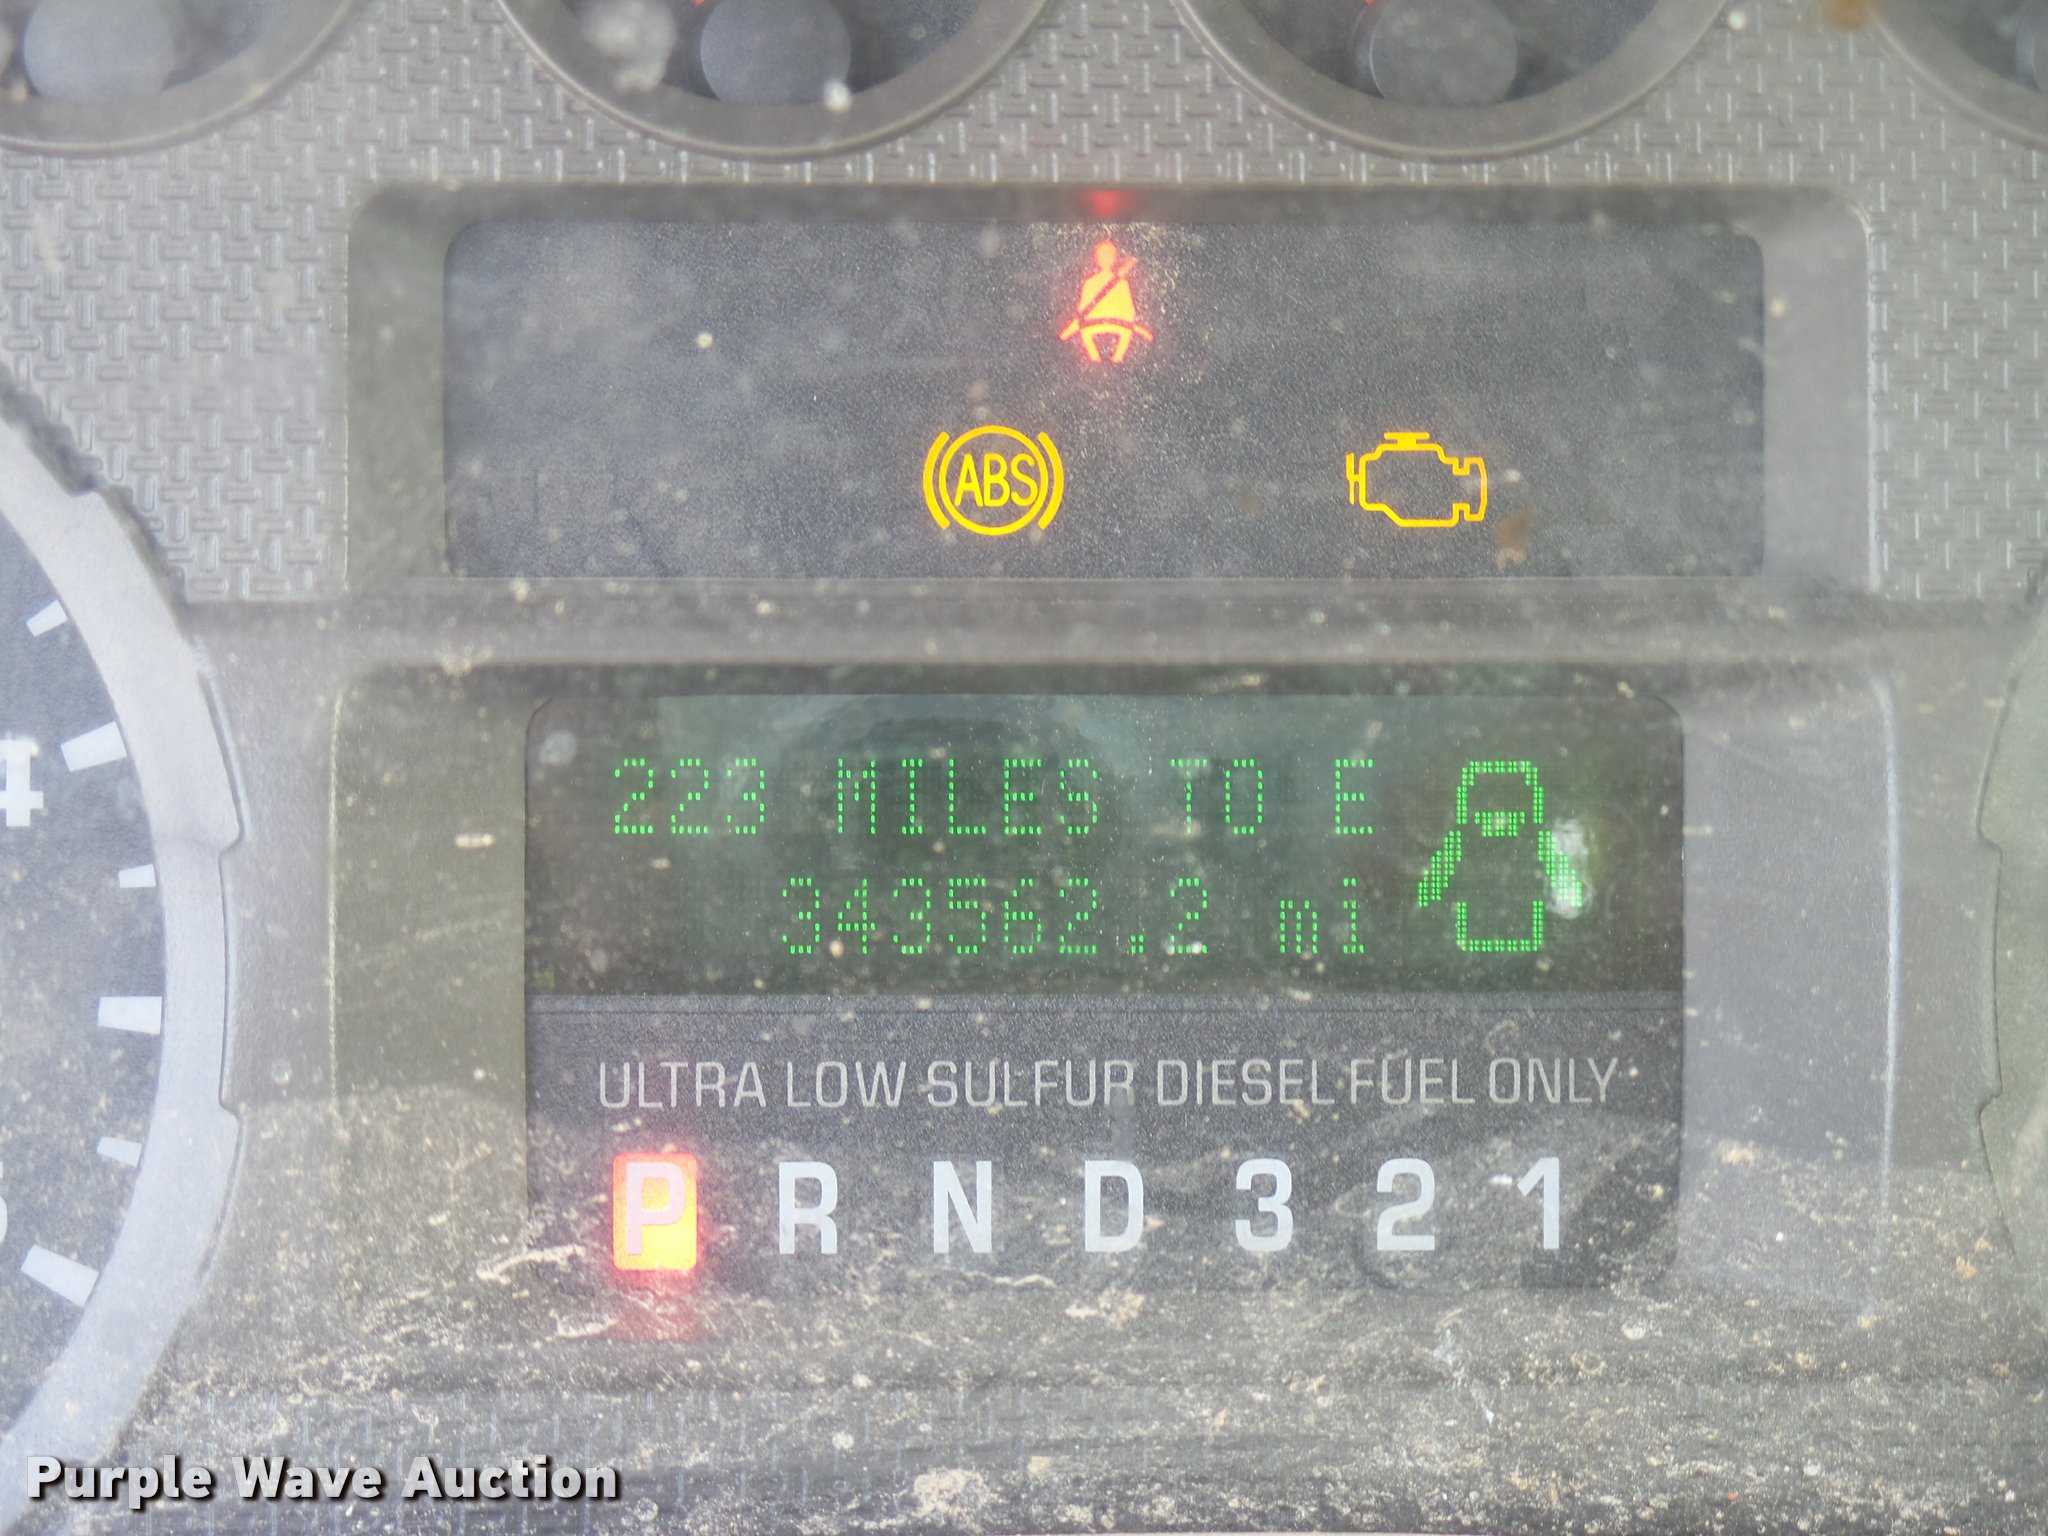 ABS
4
223 MILES TO E
343562.2 mi
ULTRA LOW SULFUR DIESEL FUEL ONLY
P R N D 3 2 1
Purple Wave Auction